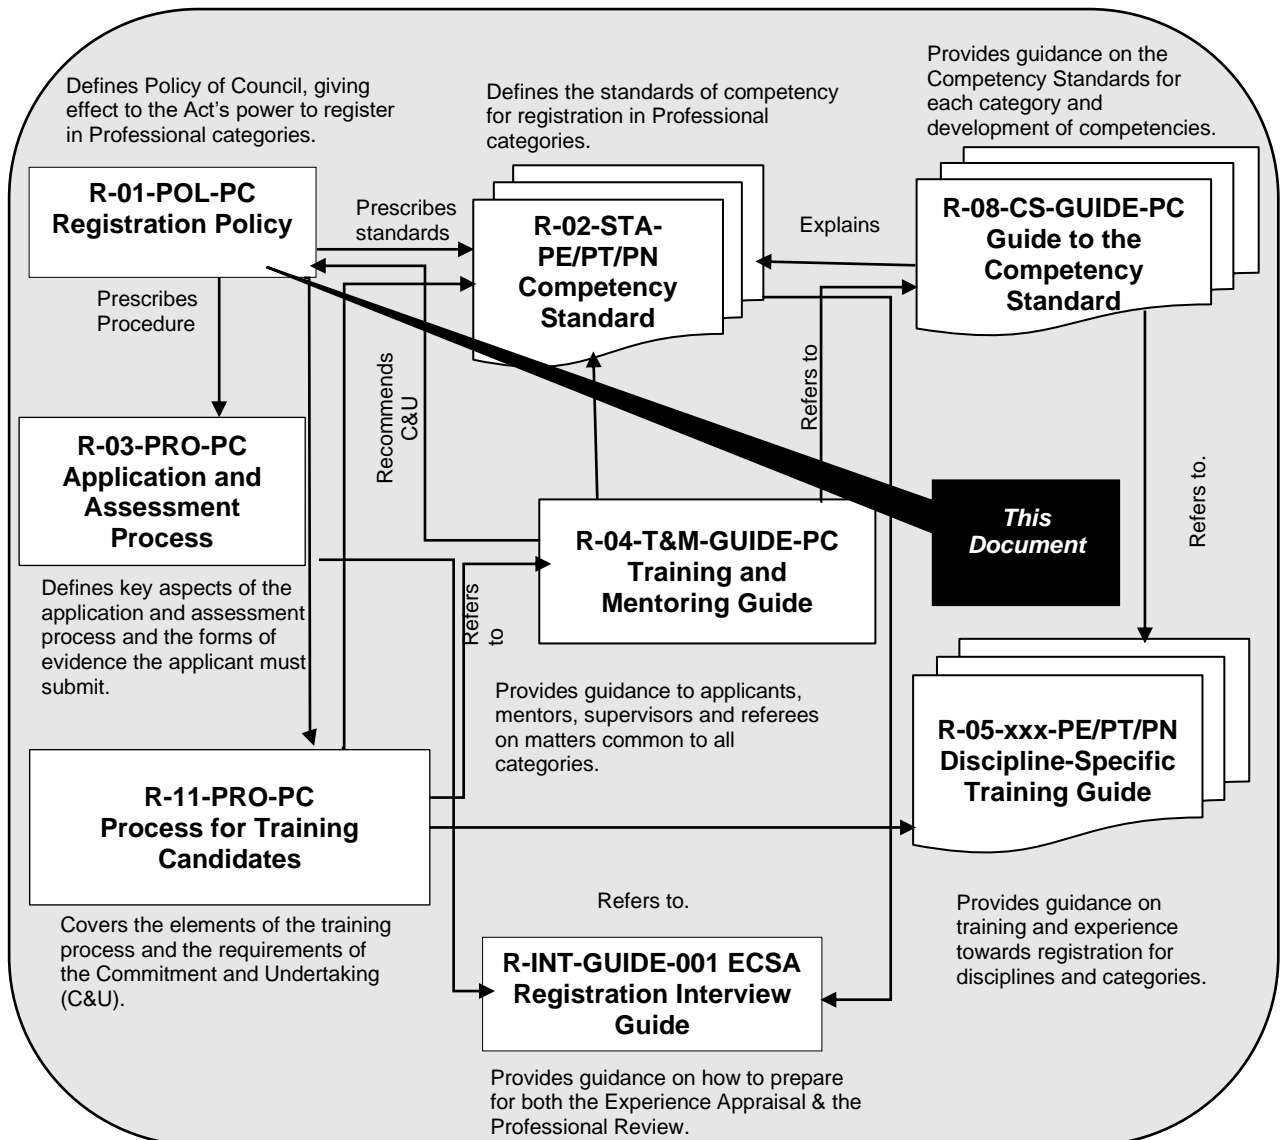 Defines Policy of Council, giving
effect to the Act's power to register
in Professional categories.
Defines the standards of competency
for registration in Professional
categories.
Provides guidance on the
Competency Standards for
each category and
development of competencies.
R-01-POL-PC
Registration Policy
Prescribes
standards
R-02-STA-
PE/PT/PN
Competency
Standard
Explains
R-08-CS-GUIDE-PC
Guide to the
Competency
Standard
Prescribes
Procedure
Recommends
C&U
Refers to
R-03-PRO-PC
Application and
Assessment
Process
R-04-T&M-GUIDE-PC
Training and
Mentoring Guide
This
Document
Refers to.
Defines key aspects of the
application and assessment
process and the forms of
evidence the applicant must
submit.
Refers
to
Provides guidance to applicants,
mentors, supervisors and referees
on matters common to all
categories.
R-05-xxx-PE/PT/PN
Discipline-Specific
Training Guide
R-11-PRO-PC
Process for Training
Candidates
Covers the elements of the training
process and the requirements of
the Commitment and Undertaking
(C&U).
Refers to.
Provides guidance on
training and experience
towards registration for
disciplines and categories.
R-INT-GUIDE-001 ECSA
Registration Interview
Guide
Provides guidance on how to prepare
for both the Experience Appraisal & the
Professional Review.